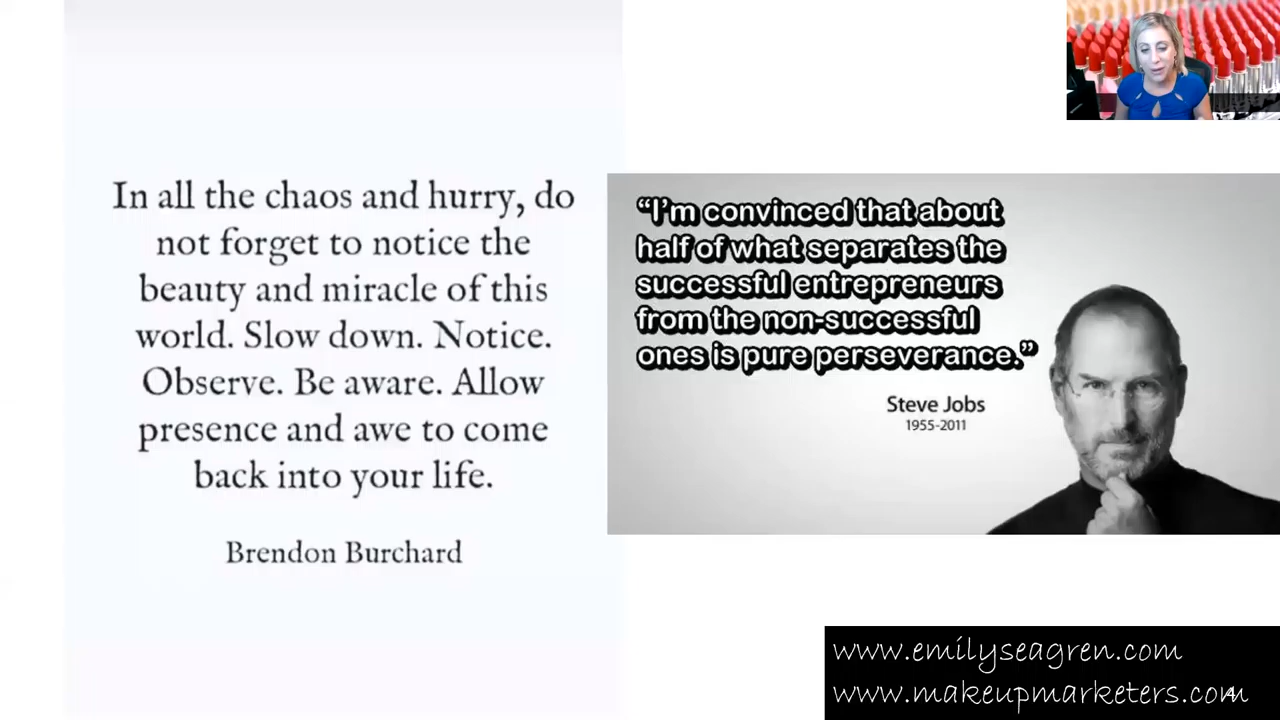 In all the chaos and hurry, do
not forget to notice the
beauty and miracle of this
world. Slow down. Notice.
Observe. Be aware. Allow
presence and awe to come
back into your life.
Brendon Burchard
“I’m convinced that about
half of what separates the
successful entrepreneurs
from the non-successful
ones is pure perseverance.”
Steve Jobs
1955-2011
www.emilyseagren.com
www.makeupmarketers.com
4